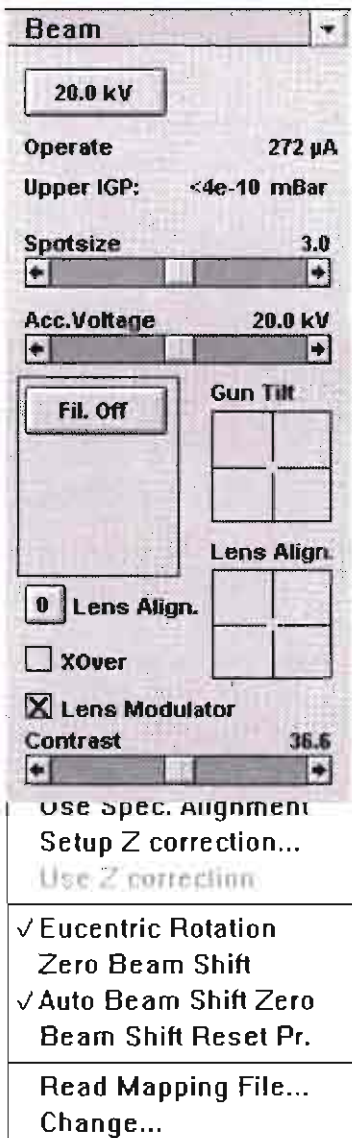 Beam
20.0 kV
Operate 272 µA
Upper IGP: <4e-10 mBar
Spotsize 3.0
Acc.Voltage 20.0 kV
Fil. Off
Gun Tilt
Lens Align.
0 Lens Align.
XOver
Lens Modulator
Contrast 36.6
Use Spec. Alignment
Setup Z correction...
Use Z correction
Eucentric Rotation
Zero Beam Shift
Auto Beam Shift Zero
Beam Shift Reset Pr.
Read Mapping File...
Change...